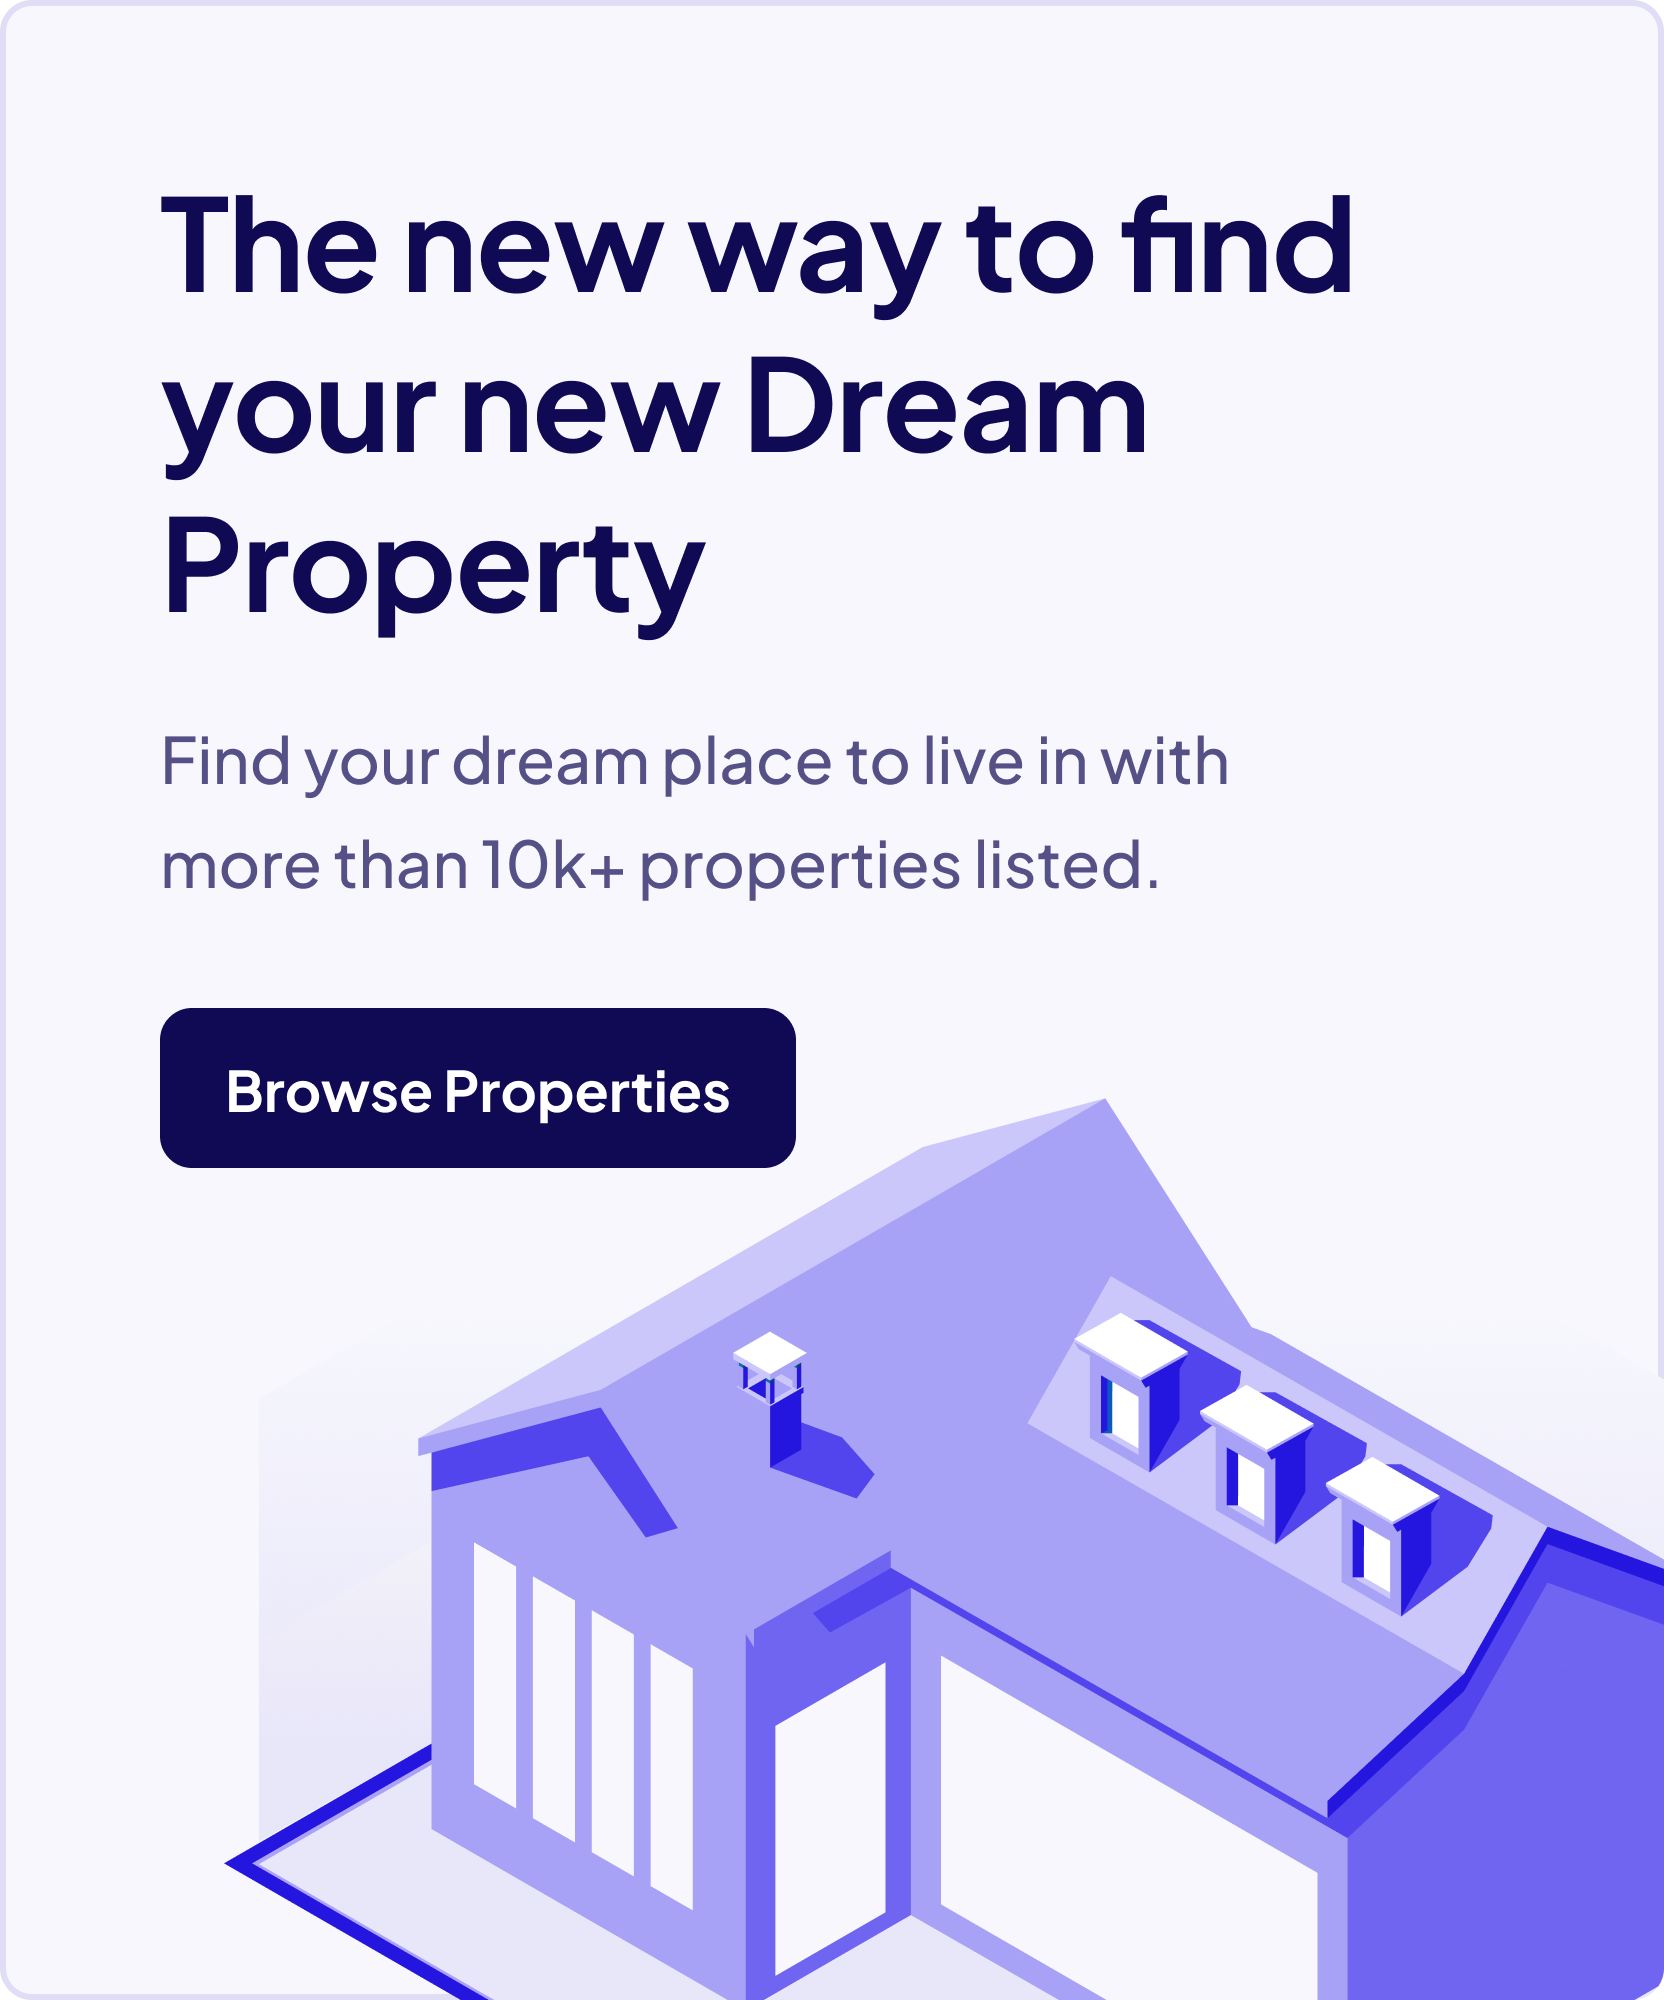 The new way to find
your new Dream
Property
Find your dream place to live in with
more than 10k+ properties listed.
Browse Properties